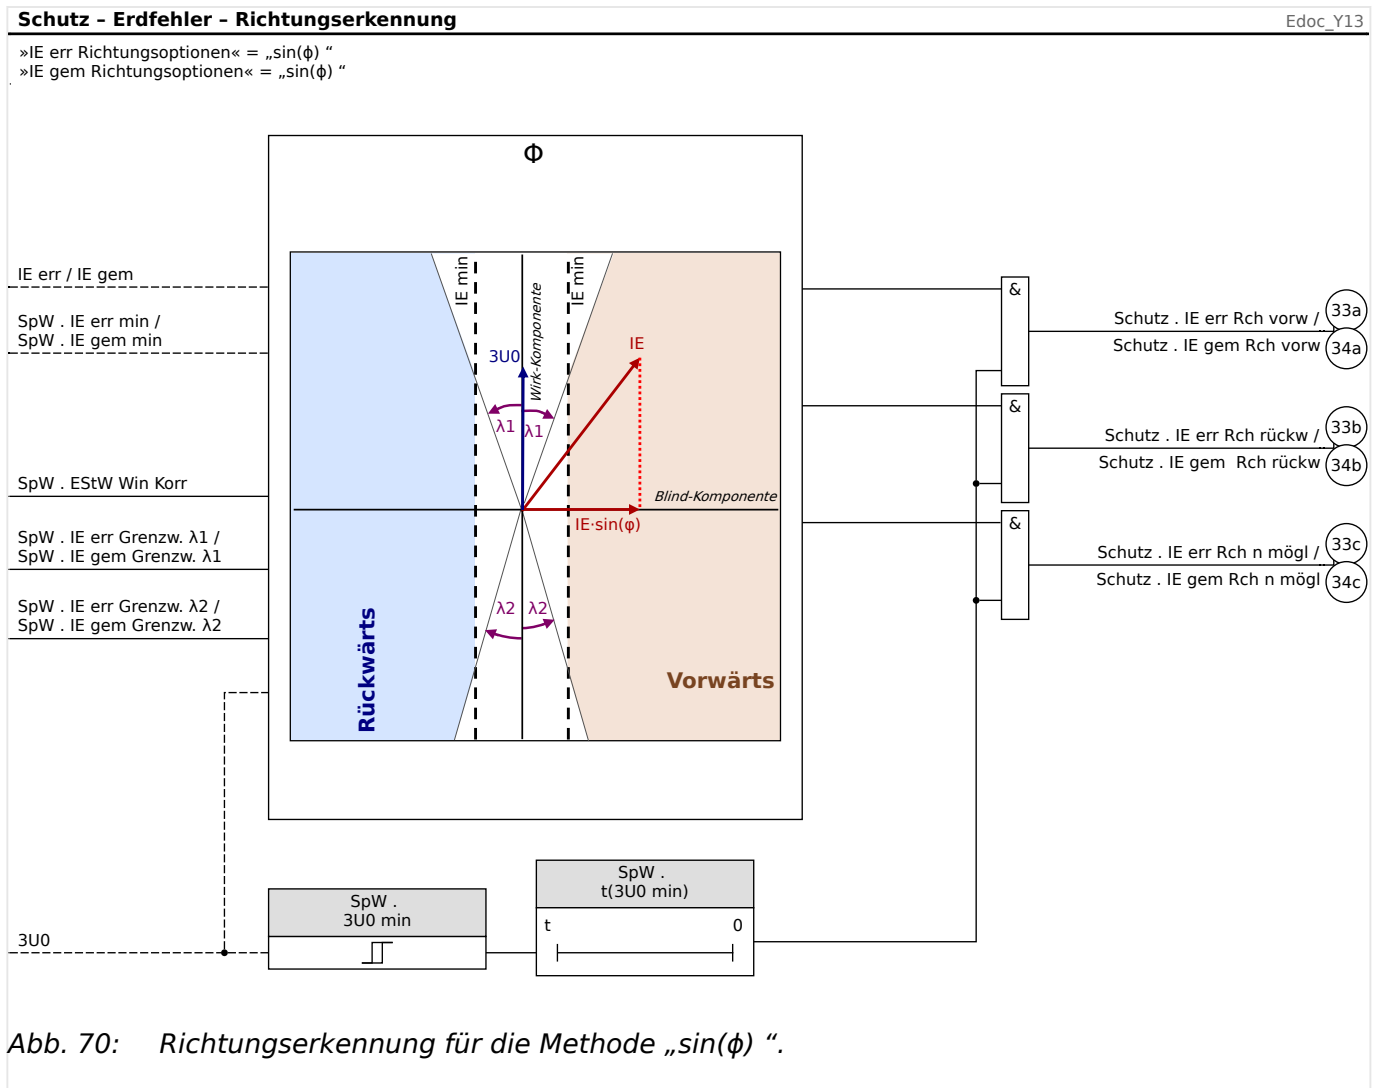 Schutz – Erdfehler – Richtungserkennung
Edoc_Y13
»IE err Richtungsoptionen« = „sin(ϕ) “
»IE gem Richtungsoptionen« = „sin(ϕ) “
Φ
IE err / IE gem
SpW . IE err min /
SpW . IE gem min
SpW . EStW Win Korr
SpW . IE err Grenzw. λ1 /
SpW . IE gem Grenzw. λ1
SpW . IE err Grenzw. λ2 /
SpW . IE gem Grenzw. λ2
3U0
IE min
IE min
Wirk-Komponente
3U0
IE
λ1
λ1
Blind-Komponente
IE·sin(φ)
λ2
λ2
Rückwärts
Vorwärts
&
Schutz . IE err Rch vorw /
33a
Schutz . IE gem Rch vorw
34a
&
Schutz . IE err Rch rückw /
33b
Schutz . IE gem  Rch rückw
34b
&
Schutz . IE err Rch n mögl /
33c
Schutz . IE gem Rch n mögl
34c
SpW .
3U0 min
SpW .
t(3U0 min)
t
0
Abb. 70: Richtungserkennung für die Methode „sin(ϕ) “.